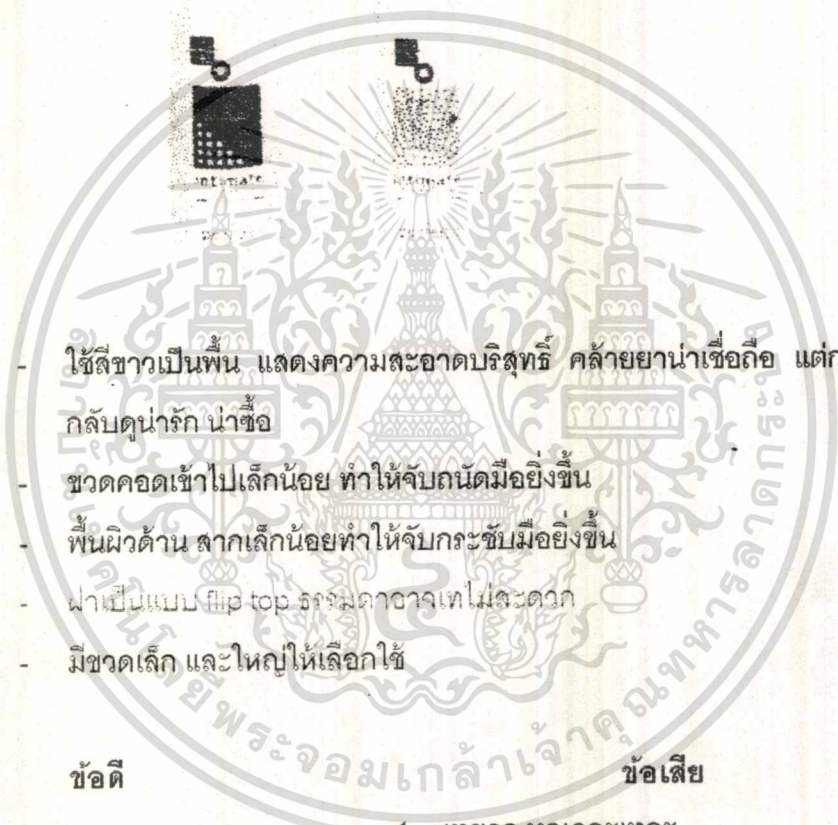 - ใช้สีขาวเป็นพื้น แสดงความสะอาดบริสุทธิ์ คล้ายยาน่าเชื่อถือ แต่ก
กลับดูน่ารัก น่าซื้อ
- ขวดคอดเข้าไปเล็กน้อย ทำให้จับถนัดมือยิ่งขึ้น
- พื้นผิวด้าน สากเล็กน้อยทำให้จับกระชับมือยิ่งขึ้น
- ฝาเป็นแบบ flip top ธรรมดาอาจเทไม่สะดวก
- มีขวดเล็ก และใหญ่ให้เลือกใช้
ข้อดี ข้อเสีย